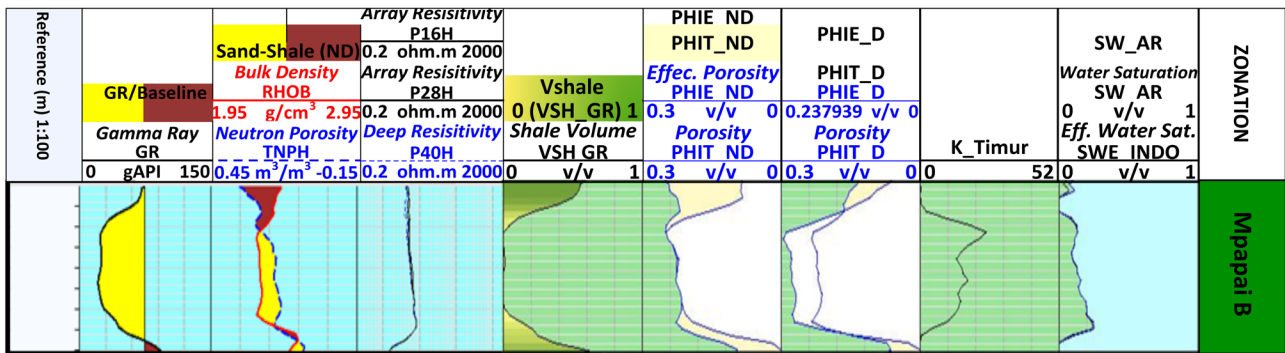 Reference (m) 1:100
GR/Baseline
Gamma Ray
GR
0 gAPI 150
Sand-Shale (ND)
Bulk Density
RHOB
1.95 g/cm³ 2.95
Neutron Porosity
TNPH
0.45 m³/m³ -0.15
Array Resisitivity
P16H
0.2 ohm.m 2000
Array Resisitivity
P28H
0.2 ohm.m 2000
Deep Resistivity
P40H
0.2 ohm.m 2000
Vshale
0 (VSH_GR) 1
Shale Volume
VSH GR
0 v/v 1
PHIE_ND
PHIT_ND
Effec. Porosity
PHIE_ND
0.3 v/v 0
Porosity
PHIT_ND
0.3 v/v 0
PHIE_D
PHIT_D
PHIE_D
0.237939 v/v 0
Porosity
PHIT_D
0.3 v/v 0
K_Timur
0 52
SW_AR
Water Saturation
SW_AR
0 v/v 1
Eff. Water Sat.
SWE_INDO
0 v/v 1
ZONATION
Mpapai B